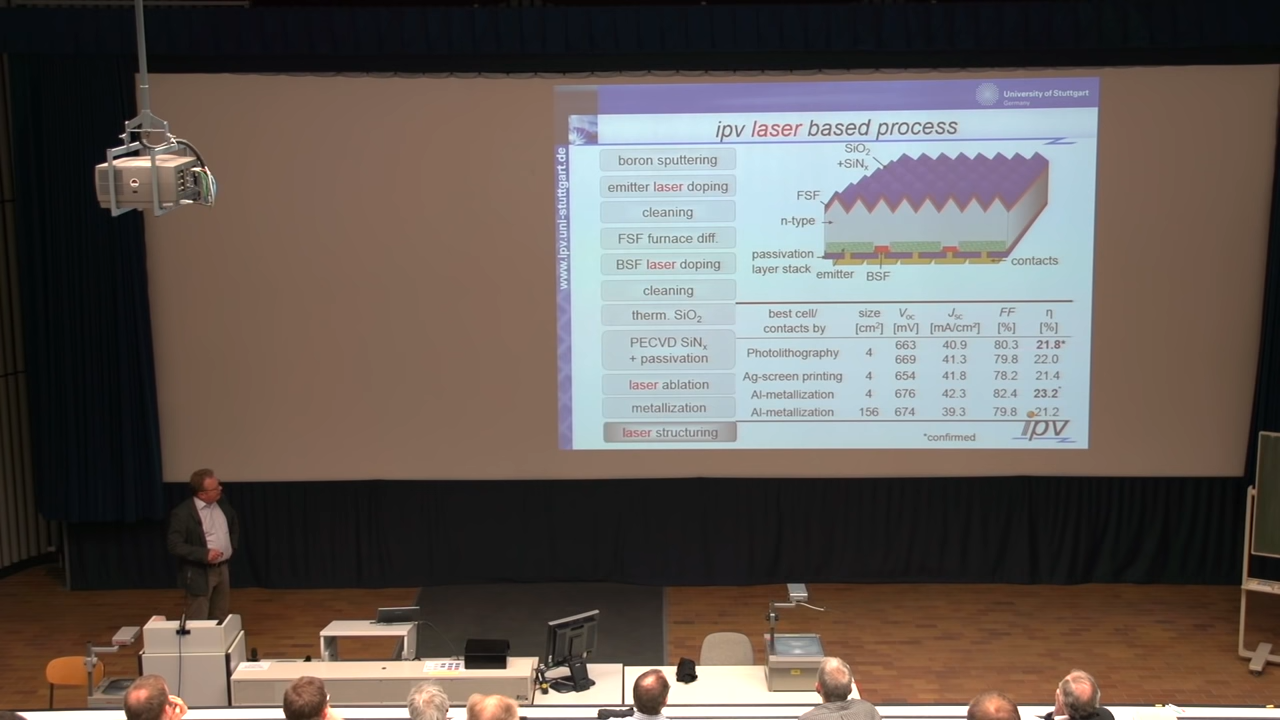 University of Stuttgart
Germany
ipv laser based process
www.ipv.uni-stuttgart.de
boron sputtering
emitter laser doping
cleaning
FSF furnace diff.
BSF laser doping
cleaning
therm. SiO₂
PECVD SiNₓ
+ passivation
laser ablation
metallization
laser structuring
SiO₂
+SiNₓ
FSF
n-type
passivation
layer stack
emitter
BSF
contacts
best cell/ contacts by size [cm²] Voc [mV] Jsc [mA/cm²] FF [%] η [%]
Photolithography 4 663 40.9 80.3 21.8*
669 41.3 79.8 22.0
Ag-screen printing 4 654 41.8 78.2 21.4
Al-metallization 4 676 42.3 82.4 23.2*
Al-metallization 156 674 39.3 79.8 21.2
*confirmed
ipv